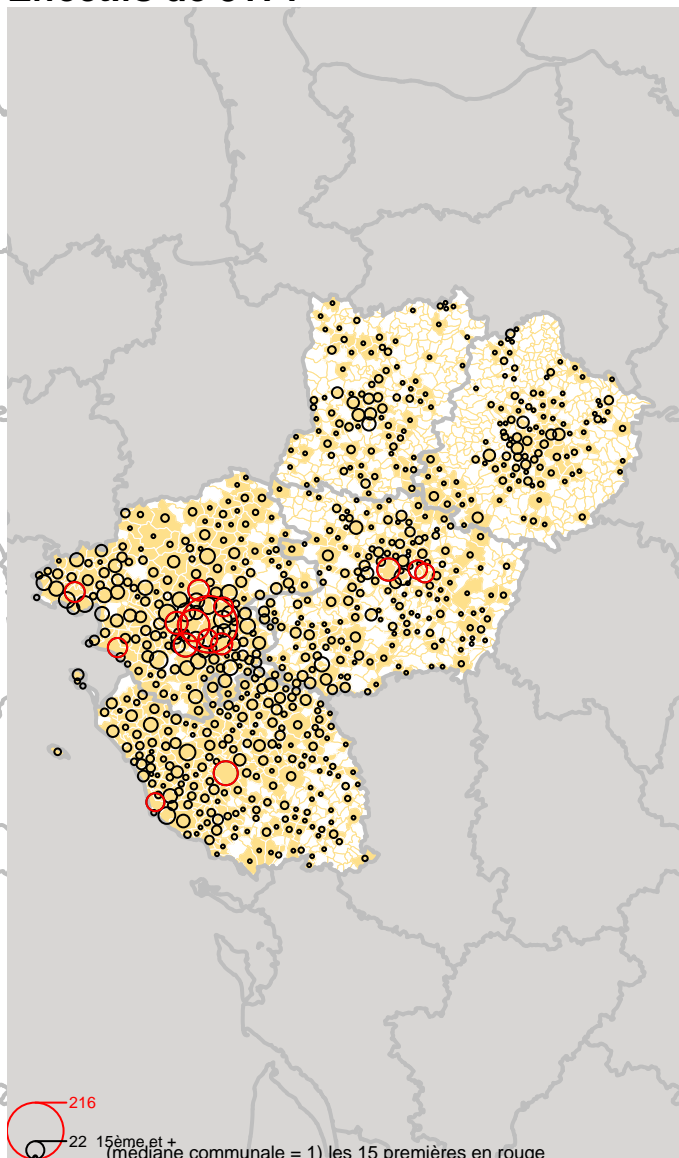 216
22 15ème et +
(médiane communale = 1) les 15 premières en rouge